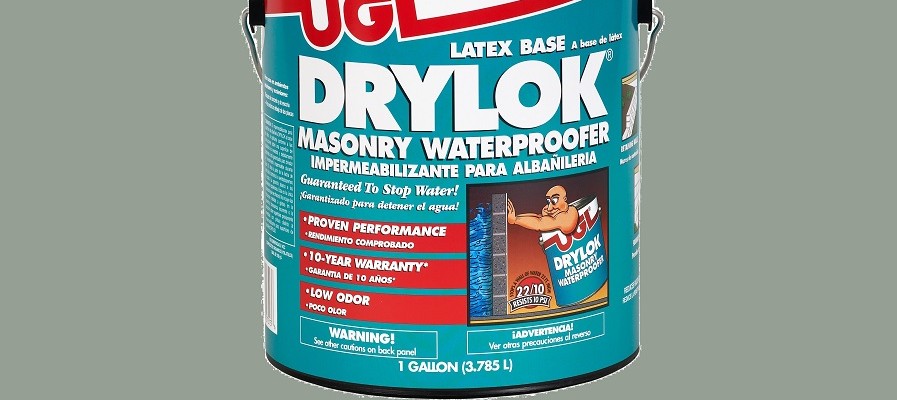 UGL
LATEX BASE A base de látex
DRYLOK®
MASONRY WATERPROOFER
IMPERMEABILIZANTE PARA ALBAÑILERIA
Guaranteed To Stop Water!
¡Garantizado para detener el agua!
•PROVEN PERFORMANCE
•RENDIMIENTO COMPROBADO
•10-YEAR WARRANTY*
•GARANTIA DE 10 AÑOS*
•LOW ODOR
•POCO OLOR
UGL
DRYLOK
MASONRY
WATERPROOFER
22/10
RESISTS 10 PSI
WARNING!
See other cautions on back panel
¡ADVERTENCIA!
Ver otras precauciones al reverso
1 GALLON (3.785 L)